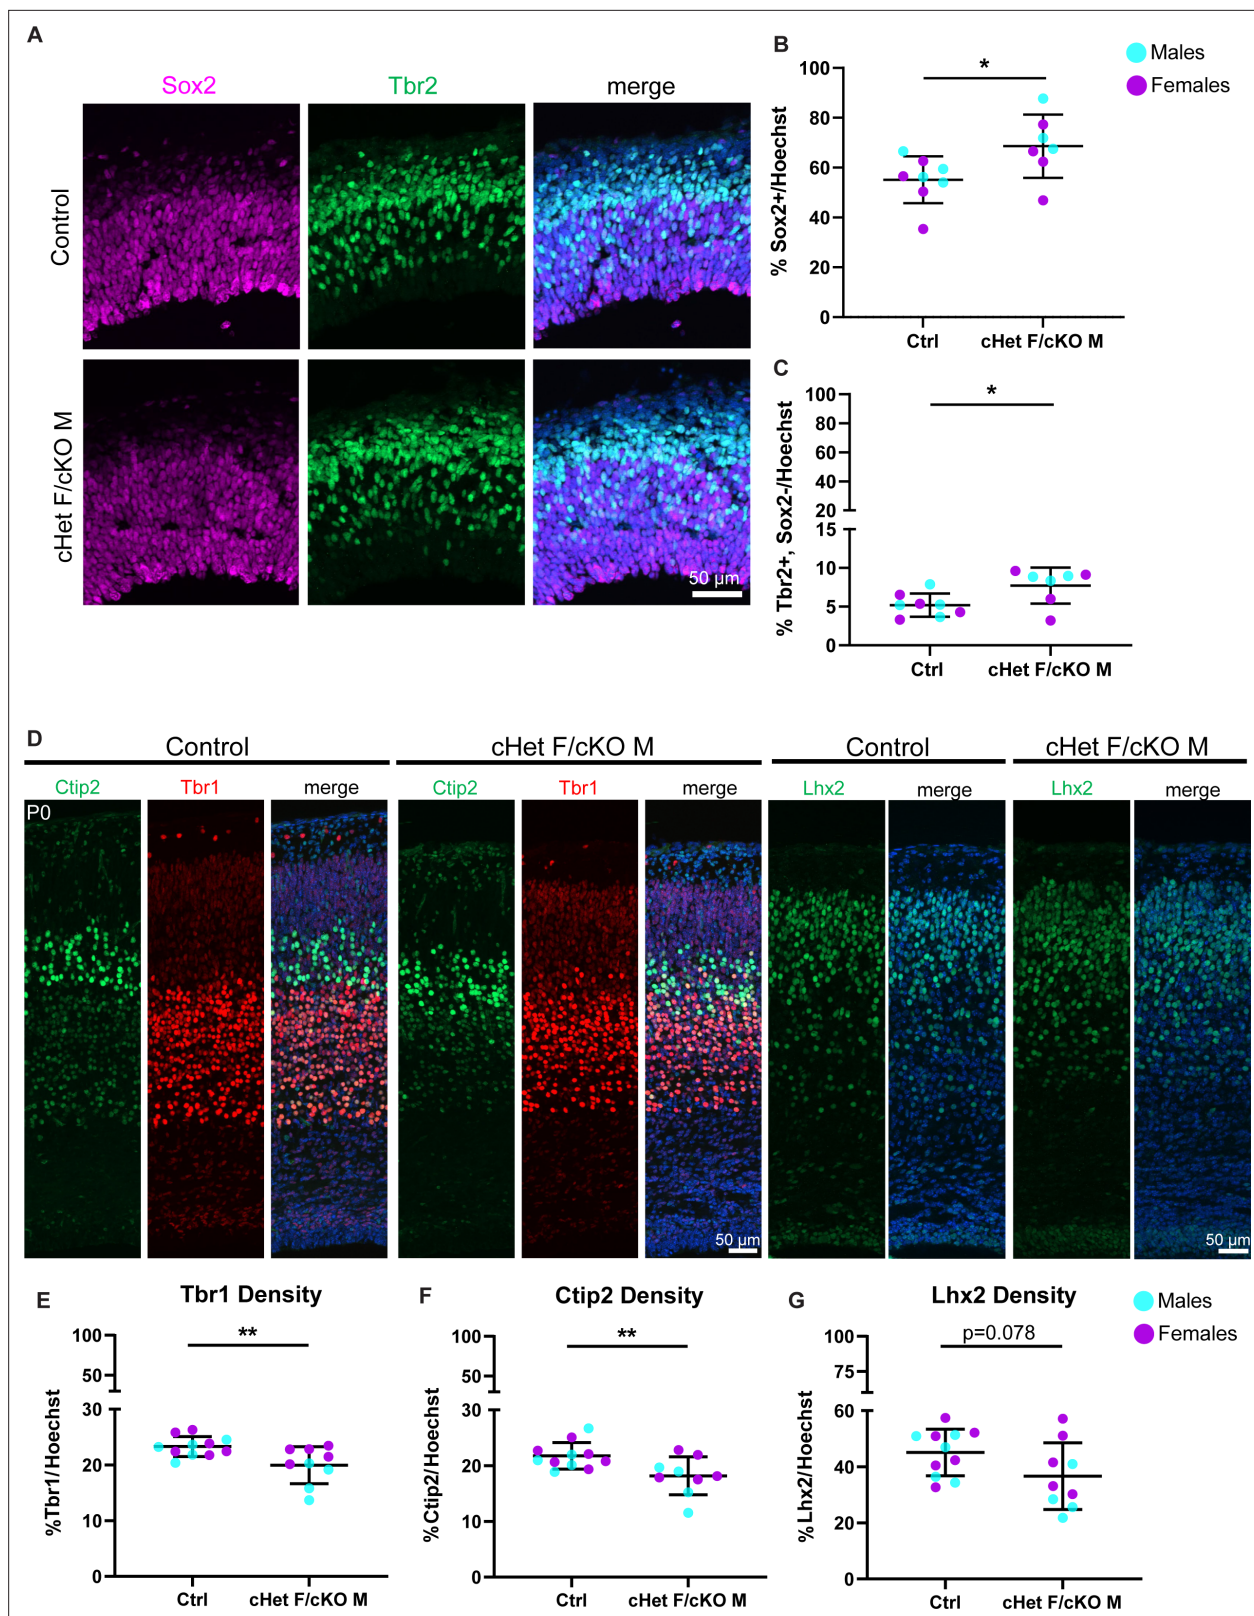 A
Sox2
Tbr2
merge
Control
cHet F/cKO M
50 µm
B
Males
Females
*
% Sox2+/Hoechst
100
80
60
40
20
0
Ctrl
cHet F/cKO M
C
*
% Tbr2+, Sox2-/Hoechst
100
80
60
40
20
15
10
5
0
Ctrl
cHet F/cKO M
D
Control
cHet F/cKO M
Control
cHet F/cKO M
Ctip2
Tbr1
merge
Ctip2
Tbr1
merge
Lhx2
merge
Lhx2
merge
P0
50 µm
50 µm
E
Tbr1 Density
**
%Tbr1/Hoechst
100
50
30
20
10
0
Ctrl
cHet F/cKO M
F
Ctip2 Density
**
%Ctip2/Hoechst
100
50
30
20
10
0
Ctrl
cHet F/cKO M
G
Lhx2 Density
p=0.078
%Lhx2/Hoechst
100
75
60
40
20
0
Ctrl
cHet F/cKO M
Males
Females